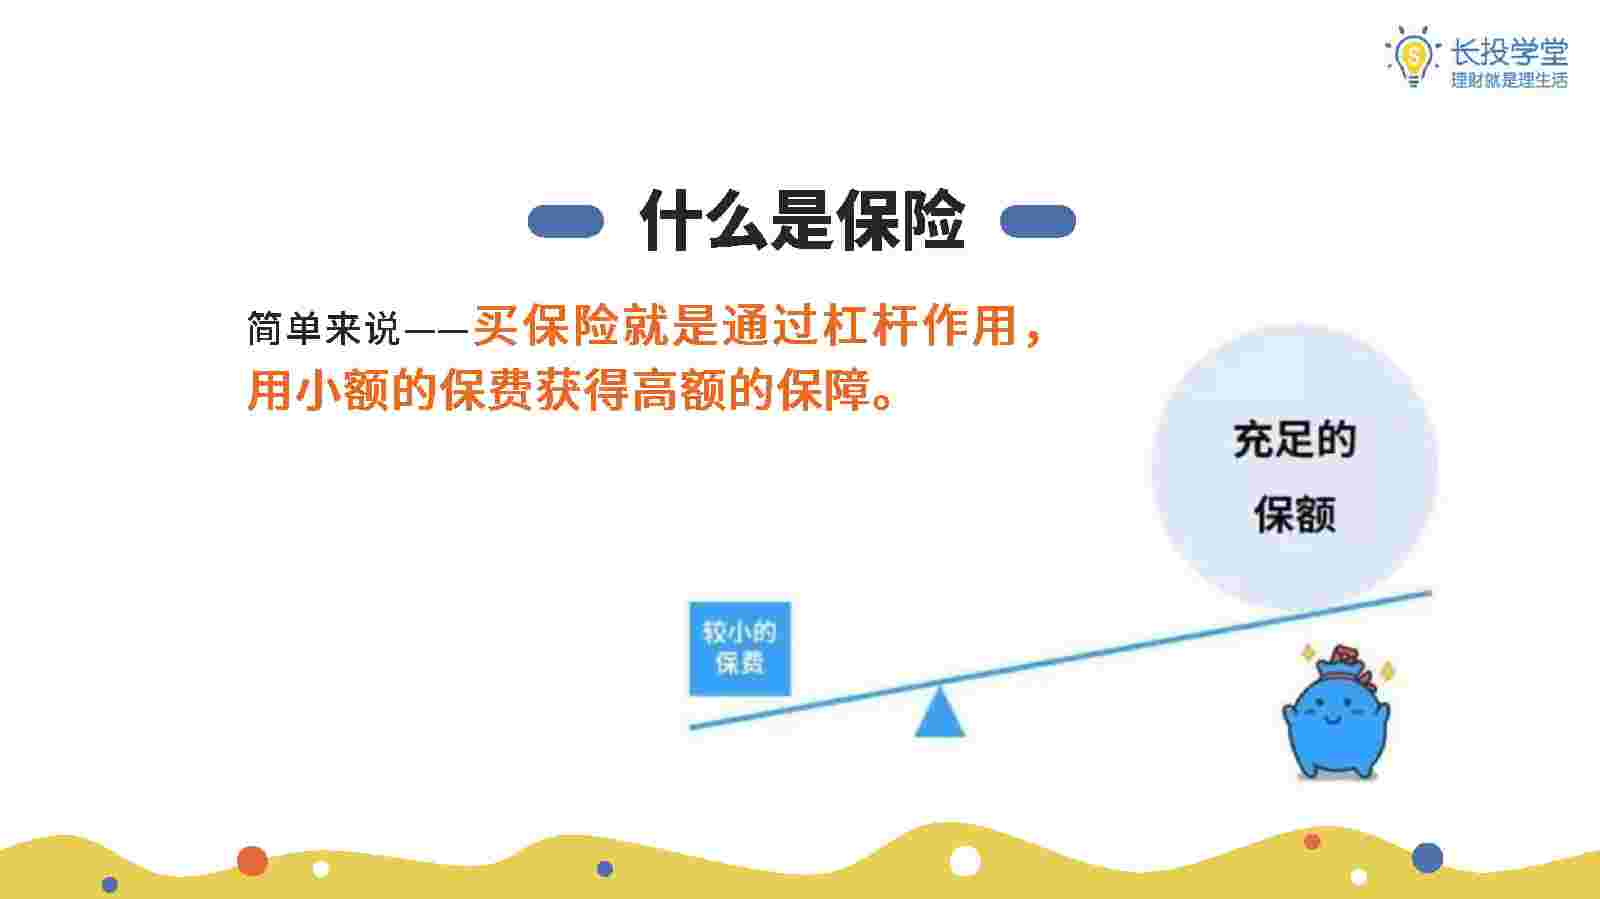 长投学堂
理财就是理生活
什么是保险
简单来说——买保险就是通过杠杆作用，
用小额的保费获得高额的保障。
充足的
保额
较小的
保费